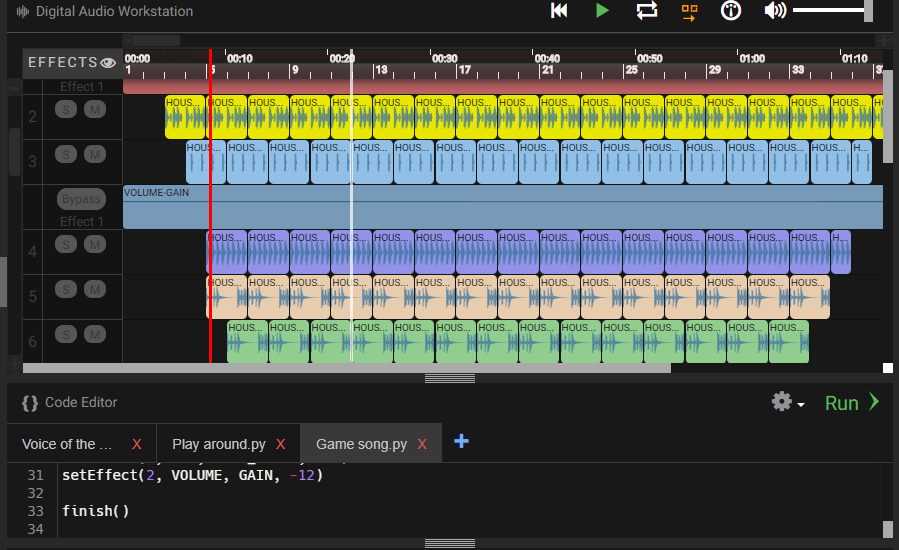 Digital Audio Workstation
EFFECTS
00:00 00:10 00:20 00:30 00:40 00:50 01:00 01:10
1 5 9 13 17 21 25 29 33
Effect 1
2 S M HOUS... HOUS... HOUS... HOUS... HOUS... HOUS... HOUS... HOUS... HOUS... HOUS... HOUS... HOUS... HOUS... HOUS... HOUS... HOUS... HOUS... HOU
3 S M HOUS... HOUS... HOUS... HOUS... HOUS... HOUS... HOUS... HOUS... HOUS... HOUS... HOUS... HOUS... HOUS... HOUS... HOUS... HOUS... H...
Bypass VOLUME-GAIN
Effect 1
4 S M HOUS... HOUS... HOUS... HOUS... HOUS... HOUS... HOUS... HOUS... HOUS... HOUS... HOUS... HOUS... HOUS... HOUS... HOUS... H...
5 S M HOUS... HOUS... HOUS... HOUS... HOUS... HOUS... HOUS... HOUS... HOUS... HOUS... HOUS... HOUS... HOUS... HOUS... HOUS...
6 S M HOUS... HOUS... HOUS... HOUS... HOUS... HOUS... HOUS... HOUS... HOUS... HOUS... HOUS... HOUS... HOUS... HOUS...
{} Code Editor
Run
Voice of the ... X Play around.py X Game song.py X +
31 setEffect(2, VOLUME, GAIN, -12)
32
33 finish()
34